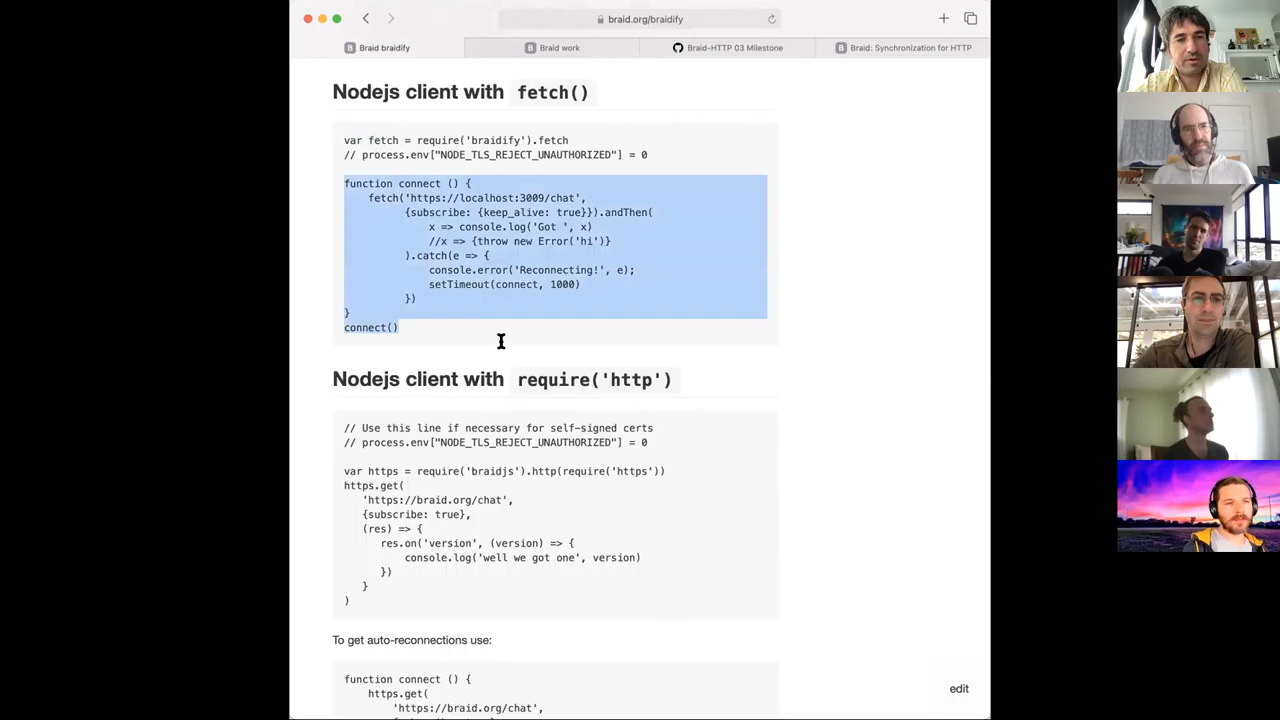 braid.org/braidify
Braid braidify
Braid work
Braid-HTTP 03 Milestone
Braid: Synchronization for HTTP
Nodejs client with fetch()
var fetch = require('braidify').fetch
// process.env["NODE_TLS_REJECT_UNAUTHORIZED"] = 0
function connect () {
fetch('https://localhost:3009/chat',
{subscribe: {keep_alive: true}}).andThen(
x => console.log('Got ', x)
//x => {throw new Error('hi')}
).catch(e => {
console.error('Reconnecting!', e);
setTimeout(connect, 1000)
})
}
connect()
Nodejs client with require('http')
// Use this line if necessary for self-signed certs
// process.env["NODE_TLS_REJECT_UNAUTHORIZED"] = 0
var https = require('braidjs').http(require('https'))
https.get(
'https://braid.org/chat',
{subscribe: true},
(res) => {
res.on('version', (version) => {
console.log('well we got one', version)
})
}
)
To get auto-reconnections use:
function connect () {
https.get(
'https://braid.org/chat',
edit